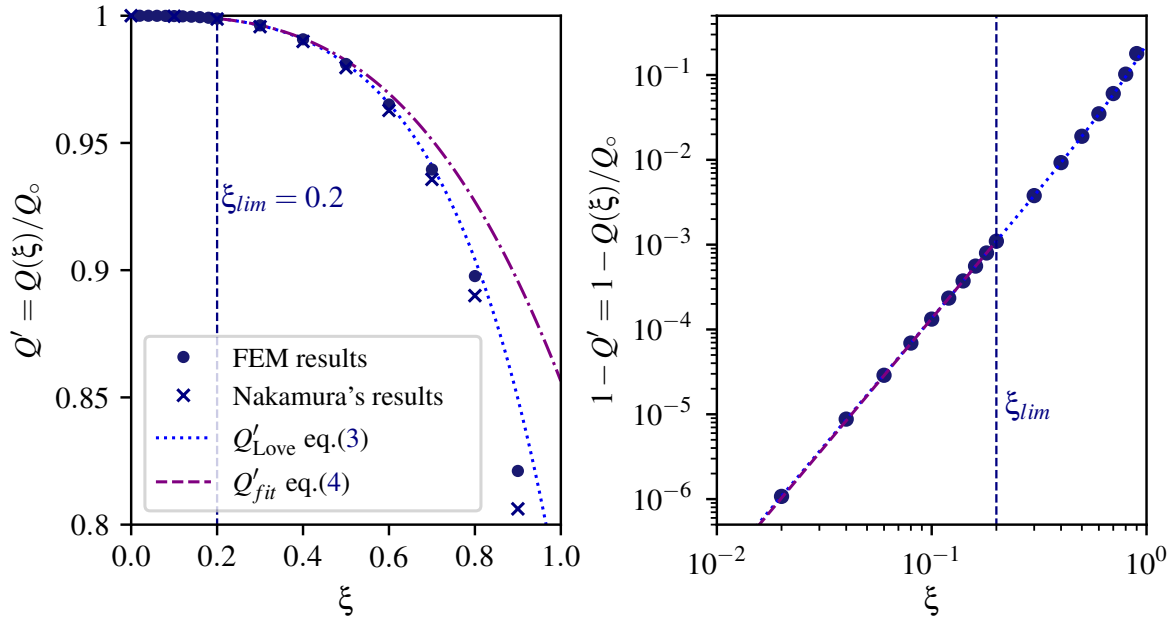 Q′ = Q(ξ)/Q∘
1
0.95
0.9
0.85
0.8
ξlim = 0.2
FEM results
Nakamura's results
Q′Love eq.(3)
Q′fit eq.(4)
0.0 0.2 0.4 0.6 0.8 1.0
ξ
1−Q′ = 1−Q(ξ)/Q∘
10⁻¹
10⁻²
10⁻³
10⁻⁴
10⁻⁵
10⁻⁶
ξlim
10⁻² 10⁻¹ 10⁰
ξ